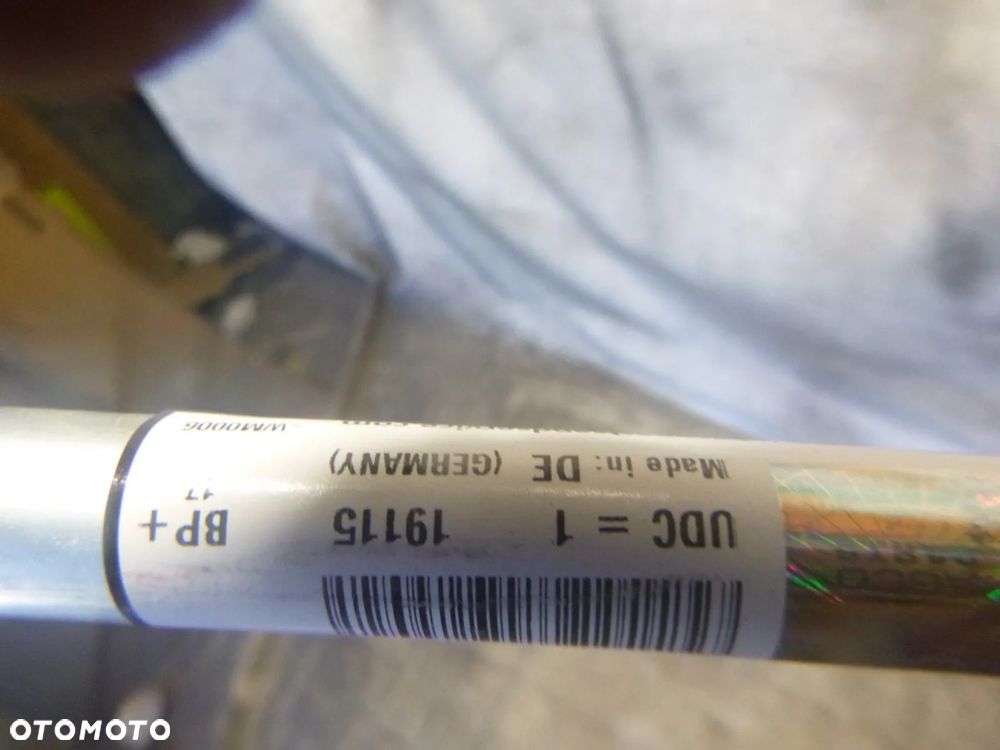 UDC = 1 19115 BP+
17
Made in: DE (GERMANY)
WM0006
OTOMOTO